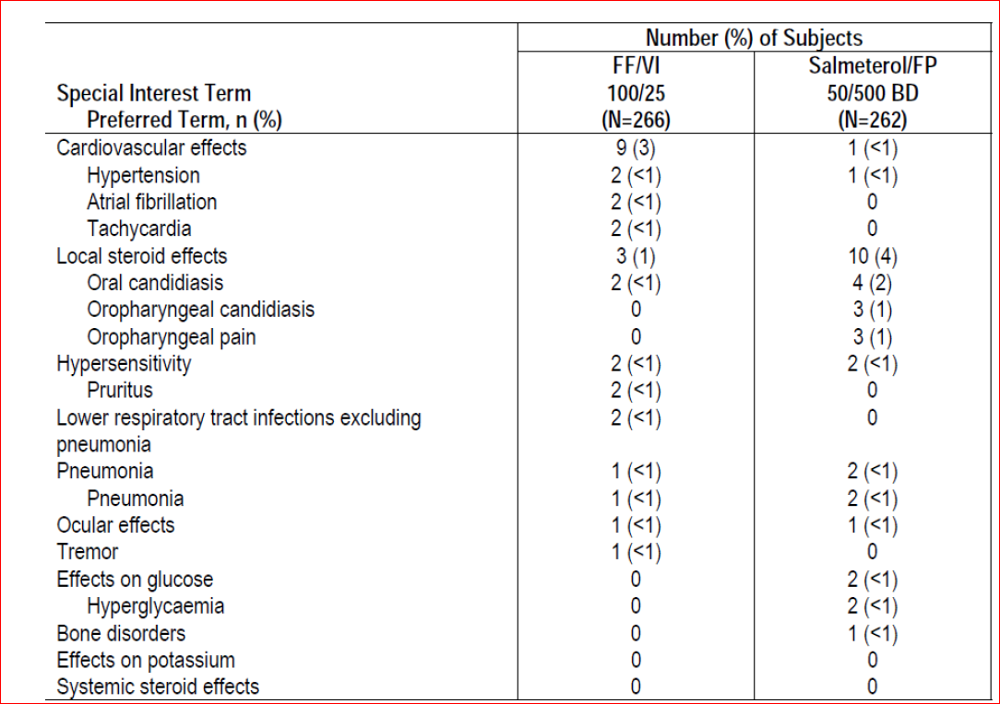 Number (%) of Subjects
FF/VI Salmeterol/FP
Special Interest Term 100/25 50/500 BD
Preferred Term, n (%) (N=266) (N=262)
Cardiovascular effects 9 (3) 1 (<1)
Hypertension 2 (<1) 1 (<1)
Atrial fibrillation 2 (<1) 0
Tachycardia 2 (<1) 0
Local steroid effects 3 (1) 10 (4)
Oral candidiasis 2 (<1) 4 (2)
Oropharyngeal candidiasis 0 3 (1)
Oropharyngeal pain 0 3 (1)
Hypersensitivity 2 (<1) 2 (<1)
Pruritus 2 (<1) 0
Lower respiratory tract infections excluding 2 (<1) 0
pneumonia
Pneumonia 1 (<1) 2 (<1)
Pneumonia 1 (<1) 2 (<1)
Ocular effects 1 (<1) 1 (<1)
Tremor 1 (<1) 0
Effects on glucose 0 2 (<1)
Hyperglycaemia 0 2 (<1)
Bone disorders 0 1 (<1)
Effects on potassium 0 0
Systemic steroid effects 0 0